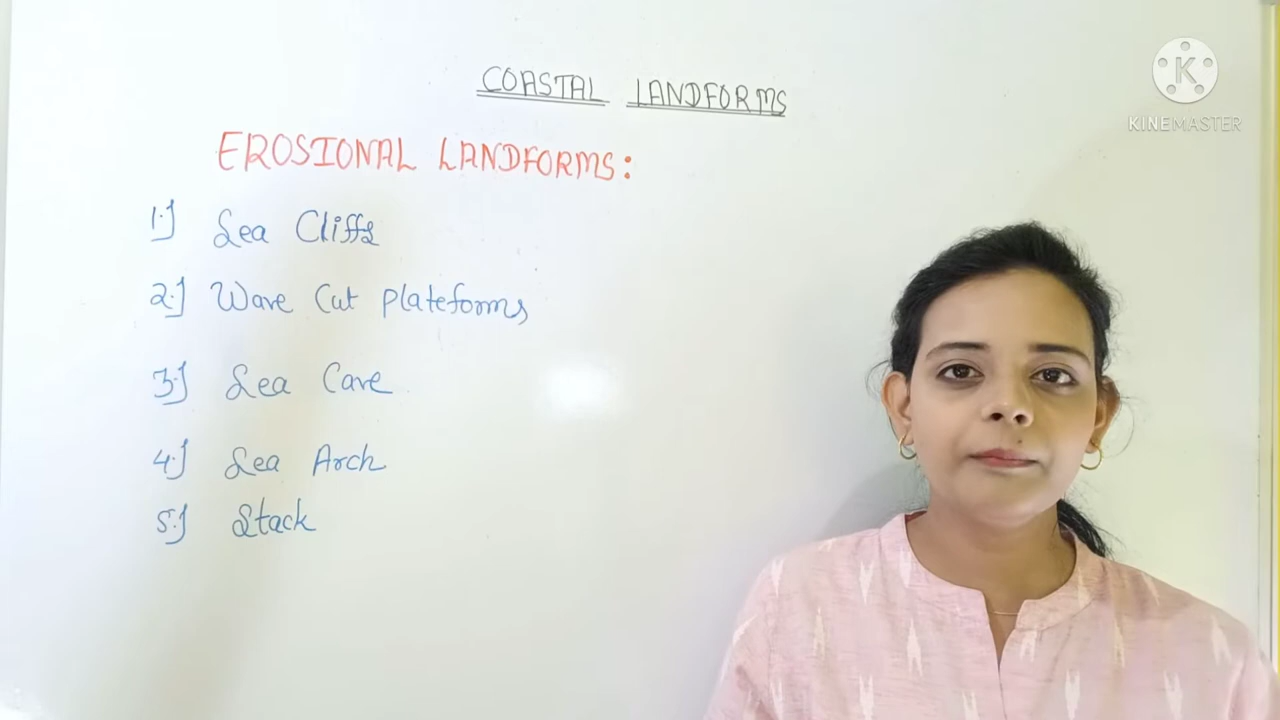 COASTAL LANDFORMS
KINEMASTER
EROSIONAL LANDFORMS:
1.) Sea Cliffs
2.) Wave Cut Plateforms
3.) Sea Cave
4.) Sea Arch
5.) Stack